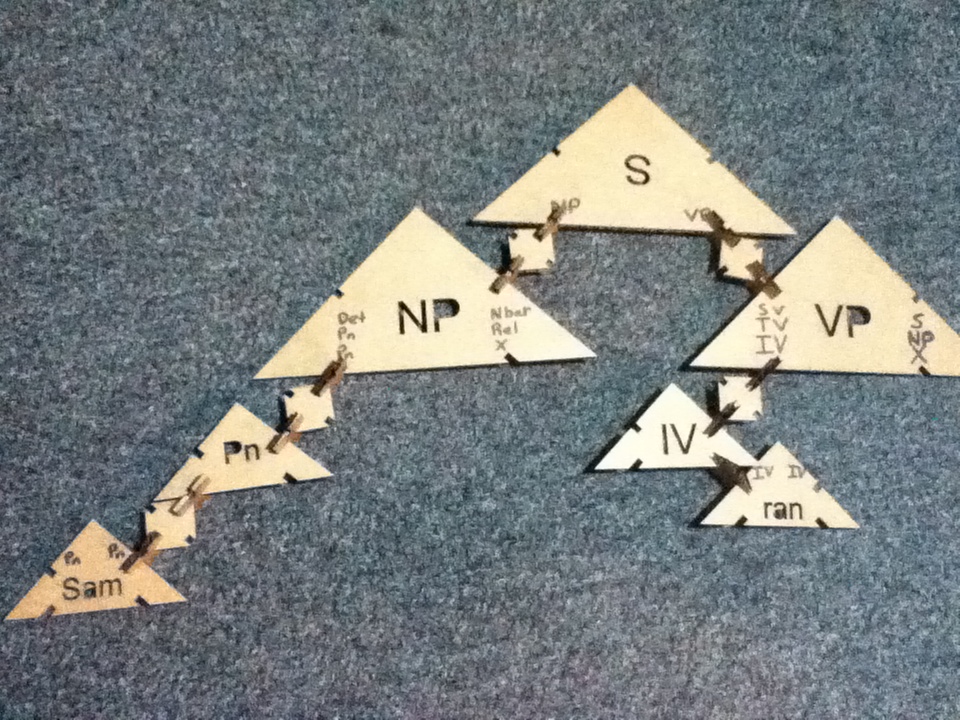 S
NP VP
NP
Det
Pn
Pn
Nbar
Rel
X
VP
SV
TV
IV
S
NP
X
Pn
IV
IV IV
ran
Pn Pn
Sam